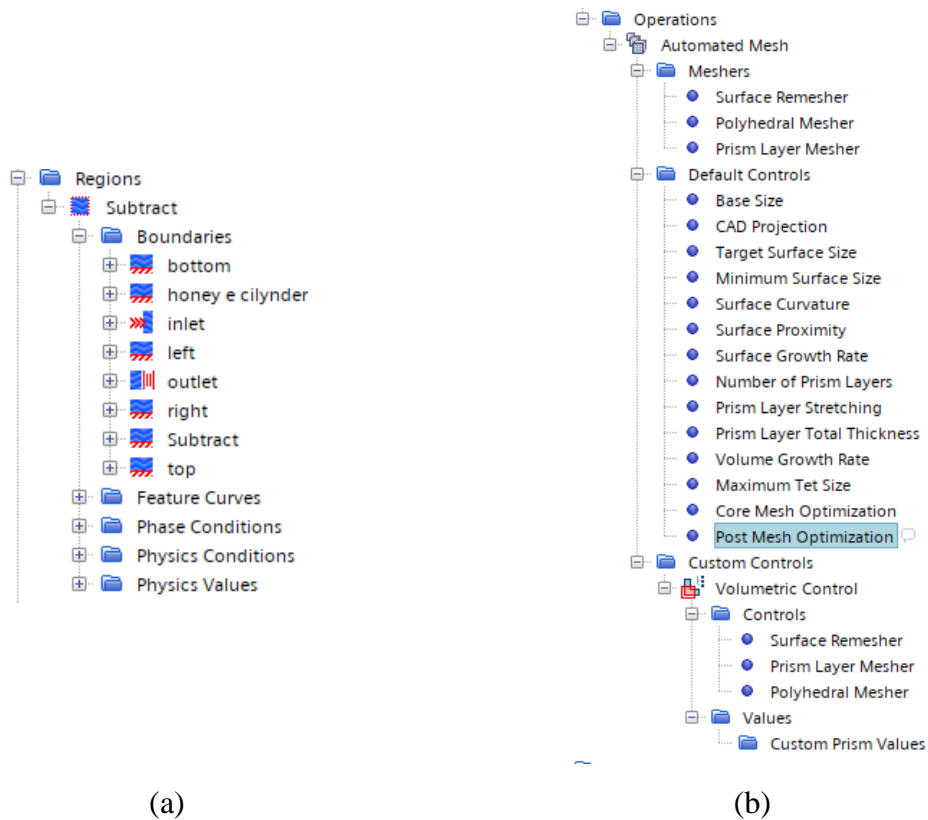 Regions
Subtract
Boundaries
bottom
honey e cilynder
inlet
left
outlet
right
Subtract
top
Feature Curves
Phase Conditions
Physics Conditions
Physics Values
(a)
Operations
Automated Mesh
Meshers
Surface Remesher
Polyhedral Mesher
Prism Layer Mesher
Default Controls
Base Size
CAD Projection
Target Surface Size
Minimum Surface Size
Surface Curvature
Surface Proximity
Surface Growth Rate
Number of Prism Layers
Prism Layer Stretching
Prism Layer Total Thickness
Volume Growth Rate
Maximum Tet Size
Core Mesh Optimization
Post Mesh Optimization
Custom Controls
Volumetric Control
Controls
Surface Remesher
Prism Layer Mesher
Polyhedral Mesher
Values
Custom Prism Values
(b)